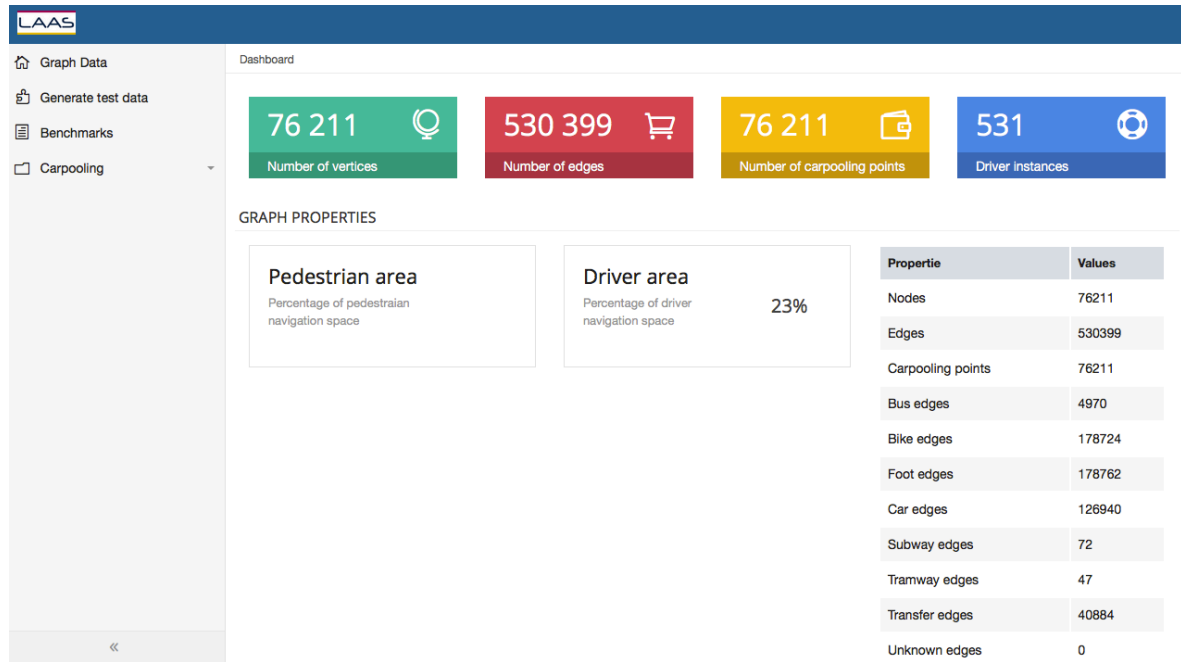 LAAS
Graph Data
Generate test data
Benchmarks
Carpooling
Dashboard
76 211
Number of vertices
530 399
Number of edges
76 211
Number of carpooling points
531
Driver instances
GRAPH PROPERTIES
Pedestrian area
Percentage of pedestraian
navigation space
Driver area
Percentage of driver
navigation space
23%
Propertie Values
Nodes 76211
Edges 530399
Carpooling points 76211
Bus edges 4970
Bike edges 178724
Foot edges 178762
Car edges 126940
Subway edges 72
Tramway edges 47
Transfer edges 40884
Unknown edges 0